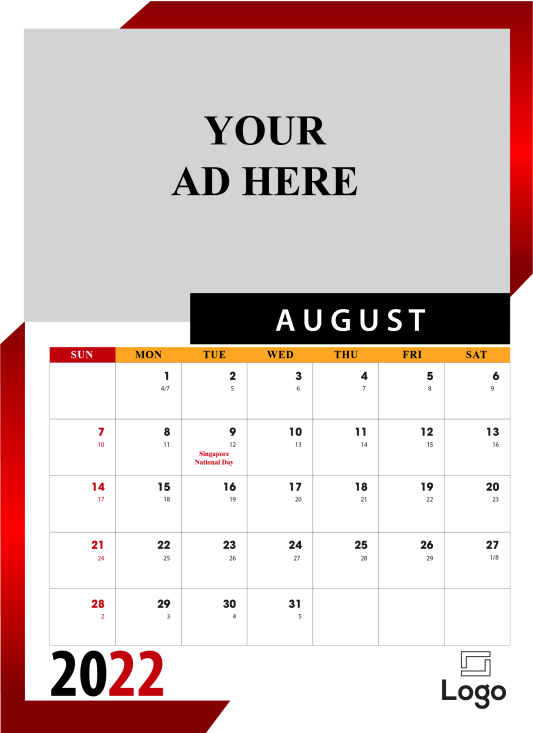 YOUR
AD HERE
AUGUST
SUN MON TUE WED THU FRI SAT
1 2 3 4 5 6
4/7 5 6 7 8 9
7 8 9 10 11 12 13
10 11 12 13 14 15 16
Singapore
National Day
14 15 16 17 18 19 20
17 18 19 20 21 22 23
21 22 23 24 25 26 27
24 25 26 27 28 29 1/8
28 29 30 31
2 3 4 5
2022
Logo